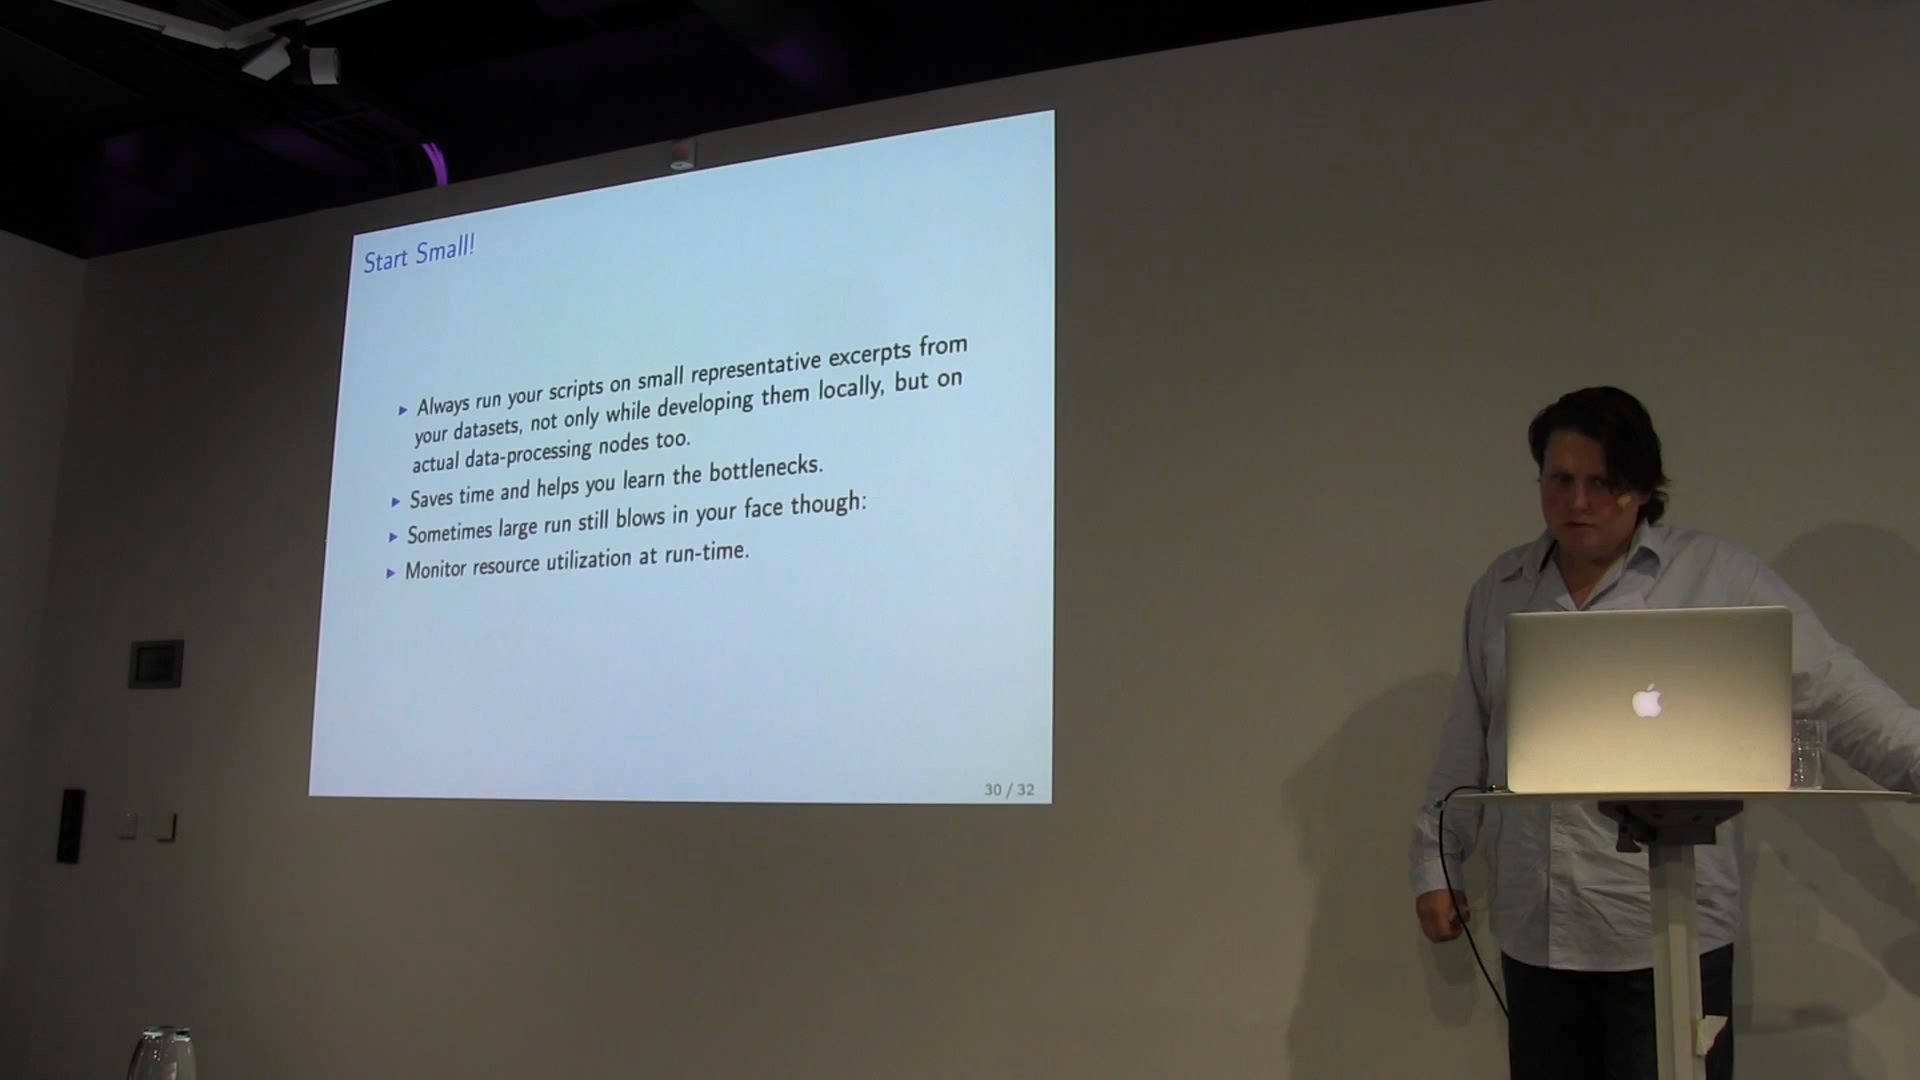 Start Small!
▶ Always run your scripts on small representative excerpts from
your datasets, not only while developing them locally, but on
actual data-processing nodes too.
▶ Saves time and helps you learn the bottlenecks.
▶ Sometimes large run still blows in your face though:
▶ Monitor resource utilization at run-time.
30 / 32